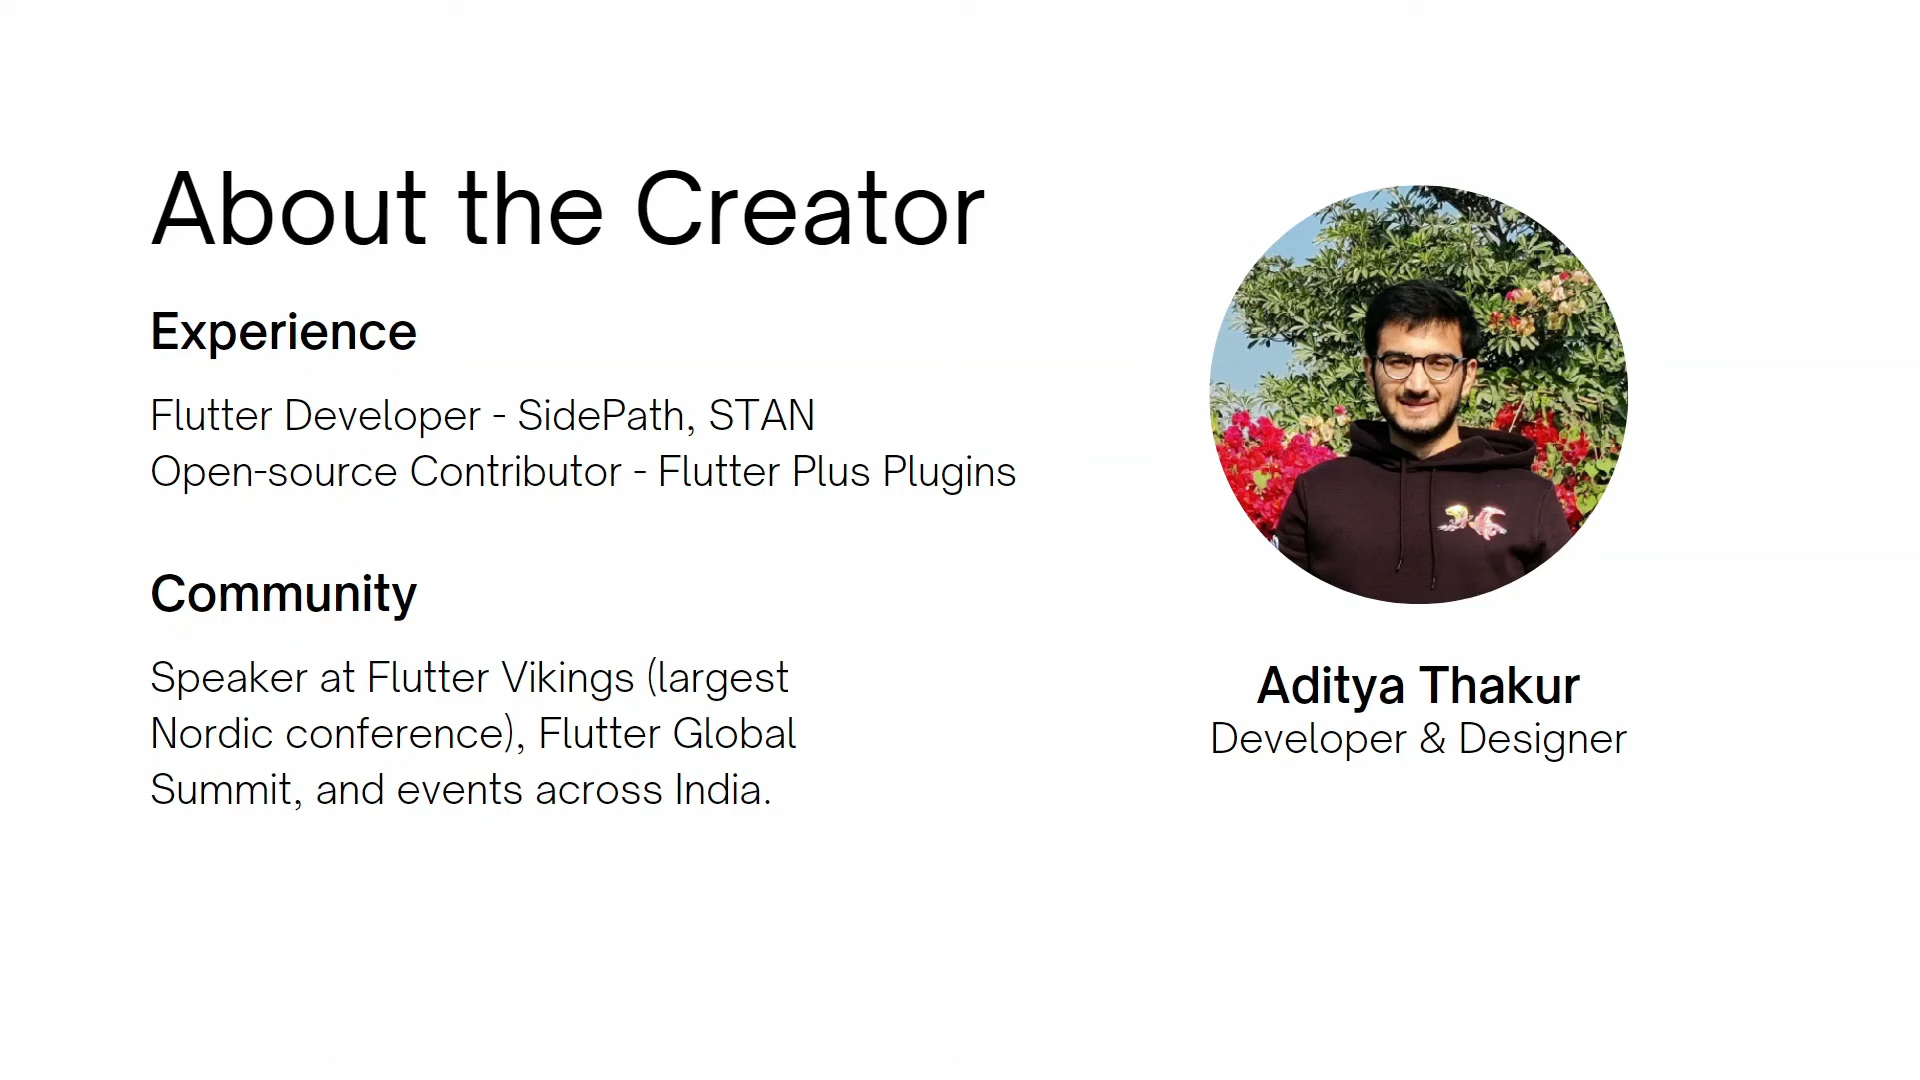 About the Creator
Experience
Flutter Developer - SidePath, STAN
Open-source Contributor - Flutter Plus Plugins
Community
Speaker at Flutter Vikings (largest
Nordic conference), Flutter Global
Summit, and events across India.
Aditya Thakur
Developer & Designer